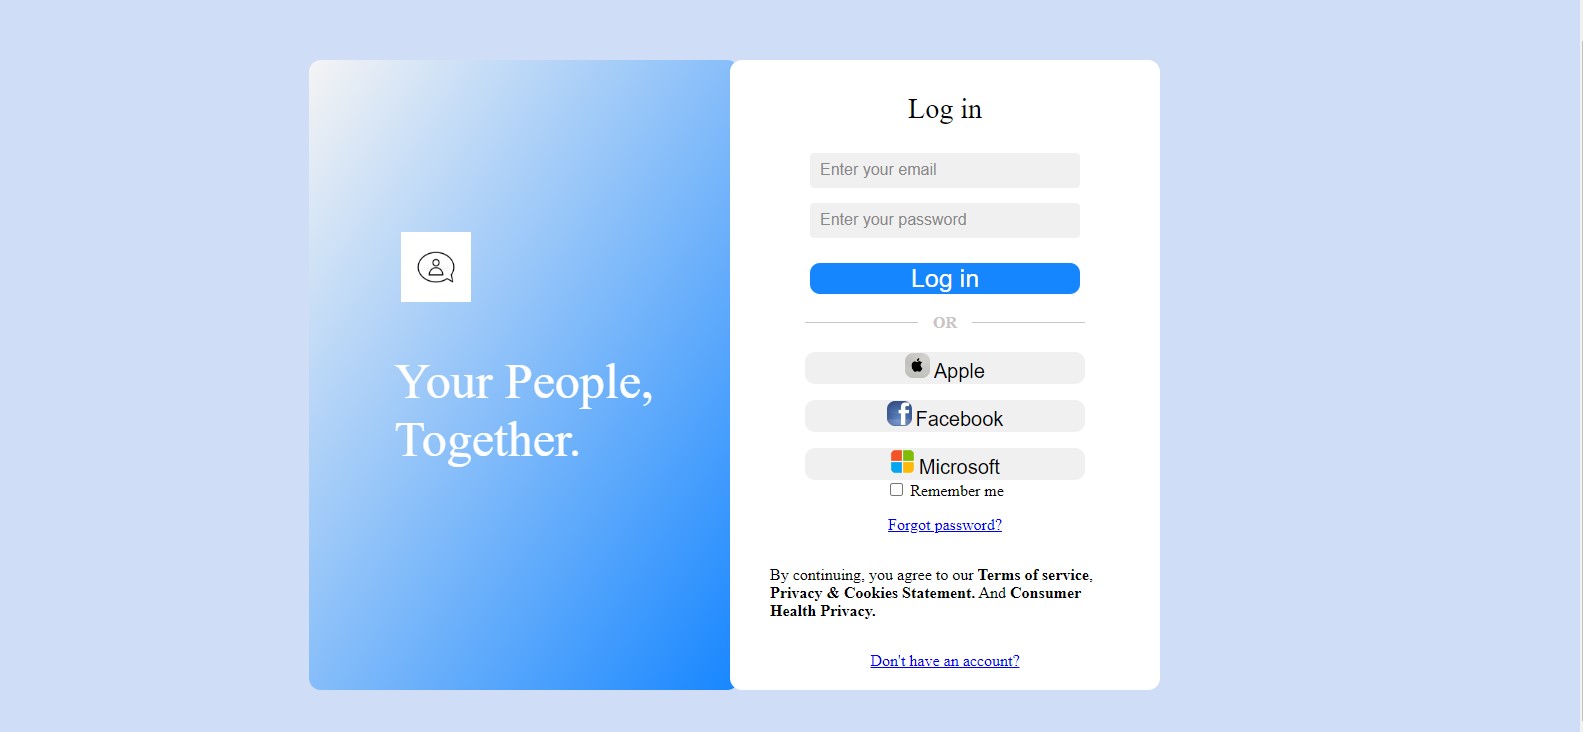 Your People,
Together.
Log in
Enter your email
Enter your password
Log in
OR
Apple
Facebook
Microsoft
Remember me
Forgot password?
By continuing, you agree to our Terms of service,
Privacy & Cookies Statement. And Consumer
Health Privacy.
Don't have an account?